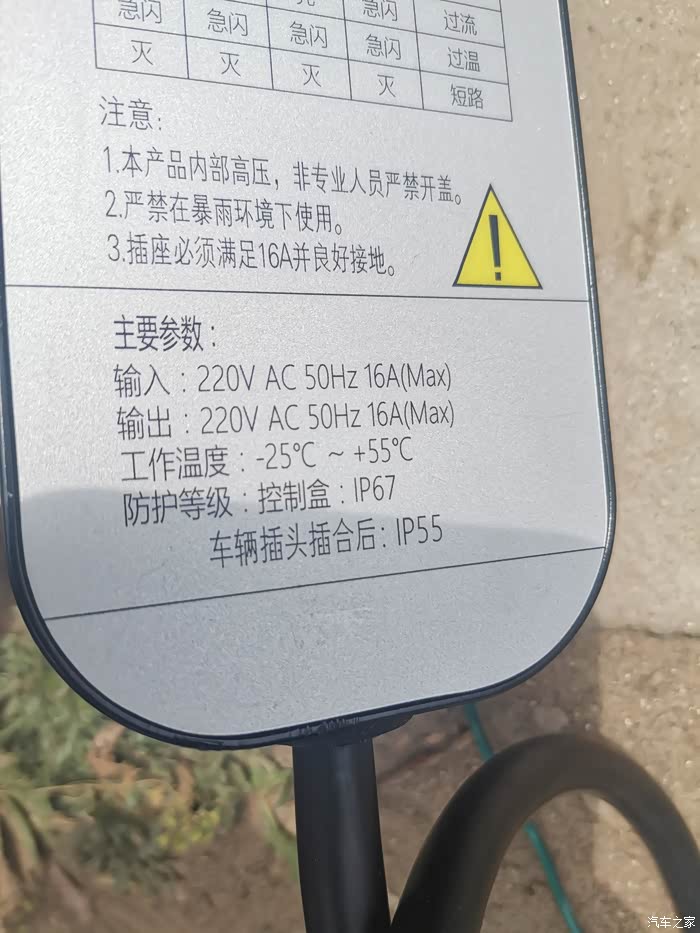 急闪 急闪 急闪 过流
急闪 急闪 急闪 急闪 过温
灭 灭 灭 灭 短路
注意:
1.本产品内部高压，非专业人员严禁开盖。
2.严禁在暴雨环境下使用。
3.插座必须满足16A并良好接地。
主要参数:
输入:220V AC 50Hz 16A(Max)
输出:220V AC 50Hz 16A(Max)
工作温度:-25℃ ~ +55℃
防护等级:控制盒:IP67
车辆插头插合后:IP55
汽车之家